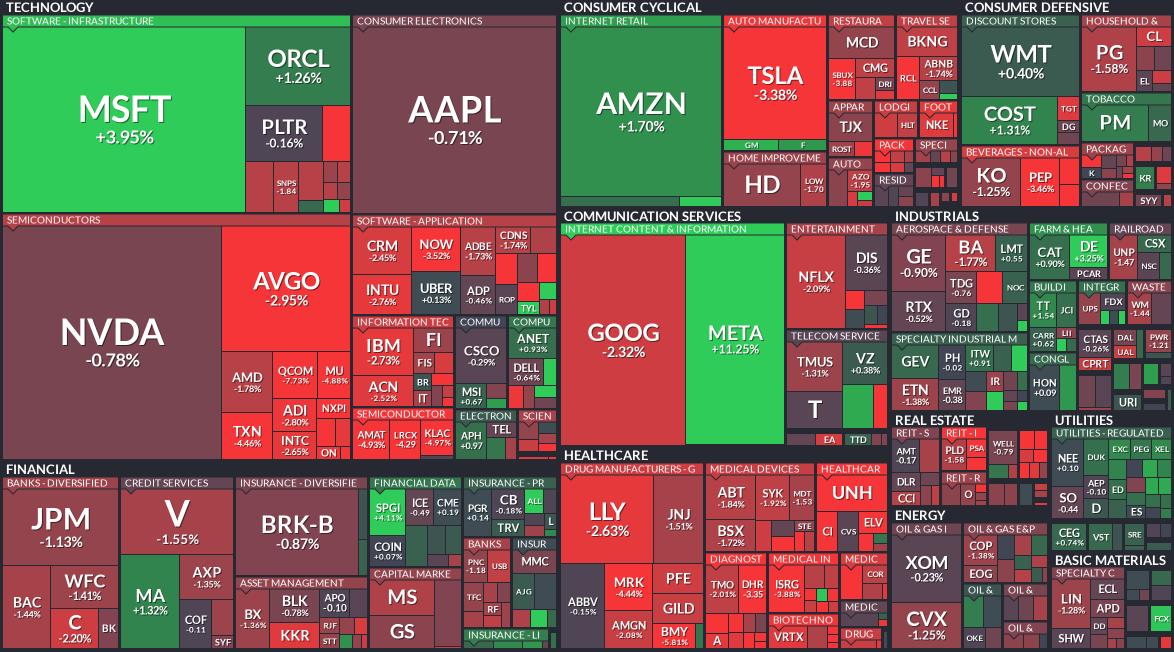 TECHNOLOGY
SOFTWARE - INFRASTRUCTURE
MSFT
+3.95%
ORCL
+1.26%
PLTR
-0.16%
SNPS
-1.84
CONSUMER ELECTRONICS
AAPL
-0.71%
SEMICONDUCTORS
NVDA
-0.78%
AVGO
-2.95%
AMD
-1.78%
QCOM
-7.73%
MU
-4.88%
TXN
-4.46%
ADI
-2.80%
NXPI
INTC
-2.65%
ON
SOFTWARE - APPLICATION
CRM
-2.45%
NOW
-3.52%
ADBE
-1.73%
CDNS
-1.74%
INTU
-2.76%
UBER
+0.13%
ADP
-0.46%
ROP
TYL
INFORMATION TEC
IBM
-2.73%
FI
FIS
ACN
-2.52%
BR
IT
COMMU
CSCO
-0.29%
MSI
+0.67
COMPU
ANET
+0.93%
DELL
-0.64%
SEMICONDUCTOR
AMAT
-4.93%
LRCX
-4.29
KLAC
-4.97%
ELECTRON
APH
+0.97
TEL
SCIEN
CONSUMER CYCLICAL
INTERNET RETAIL
AMZN
+1.70%
AUTO MANUFACTU
TSLA
-3.38%
GM
F
HOME IMPROVEME
HD
LOW
-1.70
RESTAURA
MCD
SBUX
-3.88
CMG
DRI
TRAVEL SE
BKNG
RCL
ABNB
-1.74%
CCL
APPAR
TJX
ROST
LODGI
HLT
FOOT
NKE
PACK
SPECI
AUTO
AZO
-1.95
RESID
CONSUMER DEFENSIVE
DISCOUNT STORES
WMT
+0.40%
COST
+1.31%
TGT
DG
HOUSEHOLD &
PG
-1.58%
CL
EL
TOBACCO
PM
MO
BEVERAGES - NON-AL
KO
-1.25%
PEP
-3.46%
PACKAG
K
KR
CONFEC
SYY
COMMUNICATION SERVICES
INTERNET CONTENT & INFORMATION
GOOG
-2.32%
META
+11.25%
ENTERTAINMENT
NFLX
-2.09%
DIS
-0.36%
TELECOM SERVICE
TMUS
-1.31%
VZ
+0.38%
T
EA
TTD
INDUSTRIALS
AEROSPACE & DEFENSE
GE
-0.90%
BA
-1.77%
LMT
+0.55
RTX
-0.52%
TDG
-0.76
NOC
GD
-0.18
FARM & HEA
CAT
+0.90%
DE
+3.25%
PCAR
RAILROAD
UNP
-1.47
CSX
NSC
BUILDI
TT
+1.54
JCI
CARR
+0.62
LII
INTEGR
UPS
FDX
WASTE
WM
-1.44
SPECIALTY INDUSTRIAL M
GEV
PH
-0.02
ITW
+0.91
ETN
-1.38%
EMR
-0.38
IR
CONGL
HON
+0.09
CTAS
-0.26%
CPRT
DAL
UAL
PWR
-1.21
URI
REAL ESTATE
REIT - S
AMT
-0.17
DLR
CCI
REIT - I
PLD
-1.58
PSA
REIT - R
O
WELL
-0.79
UTILITIES
UTILITIES - REGULATED
NEE
+0.10
DUK
EXC
PEG
XEL
SO
-0.44
AEP
-0.10
ED
D
ES
CEG
+0.74%
VST
SRE
ENERGY
OIL & GAS I
XOM
-0.23%
CVX
-1.25%
OIL & GAS E&P
COP
-1.38%
EOG
OIL &
OKE
OIL &
OIL &
BASIC MATERIALS
SPECIALTY C
LIN
-1.28%
ECL
APD
DD
SHW
FCX
FINANCIAL
BANKS - DIVERSIFIED
JPM
-1.13%
BAC
-1.44%
WFC
-1.41%
C
-2.20%
BK
CREDIT SERVICES
V
-1.55%
MA
+1.32%
AXP
-1.35%
COF
-0.11
SYF
INSURANCE - DIVERSIFIE
BRK-B
-0.87%
ASSET MANAGEMENT
BX
-1.36%
BLK
-0.78%
APO
-0.10
KKR
RJF
STT
FINANCIAL DATA
SPGI
+4.11%
ICE
-0.49
CME
+0.19
COIN
+0.07%
CAPITAL MARKE
MS
GS
INSURANCE - PR
PGR
+0.14
CB
-0.18%
ALL
TRV
L
BANKS
PNC
-1.18
USB
TFC
RF
INSUR
MMC
AJG
INSURANCE - LI
HEALTHCARE
DRUG MANUFACTURERS - G
LLY
-2.63%
JNJ
-1.51%
ABBV
-0.15%
MRK
-4.44%
PFE
AMGN
-2.08%
GILD
BMY
-5.81%
MEDICAL DEVICES
ABT
-1.84%
SYK
-1.92%
MDT
-1.53
BSX
-1.72%
STE
HEALTHCAR
UNH
CI
CVS
ELV
DIAGNOST
TMO
-2.01%
DHR
-3.35
A
MEDICAL IN
ISRG
-3.88%
BIOTECHNO
VRTX
MEDIC
COR
MEDIC
DRUG